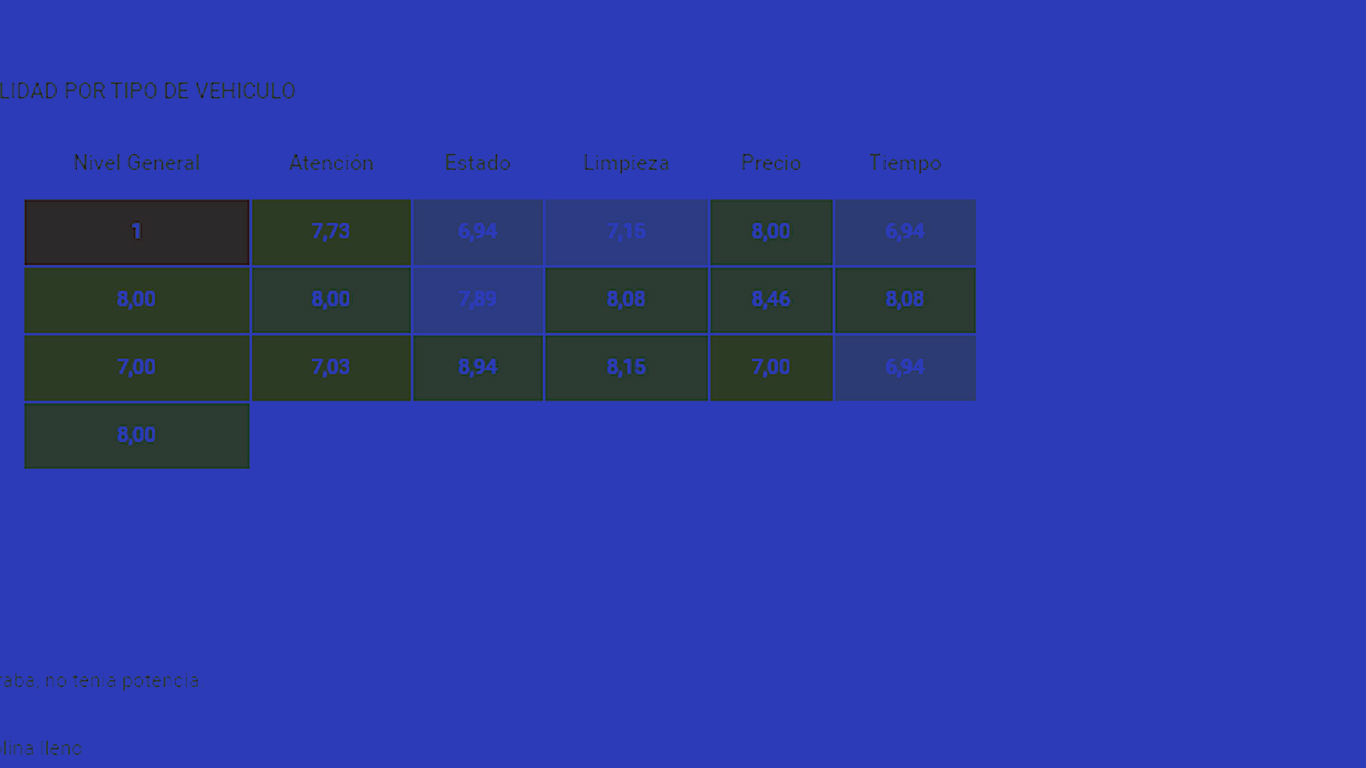 LIDAD POR TIPO DE VEHICULO
Nivel General Atención Estado Limpieza Precio Tiempo
1 7,73 6,94 7,15 8,00 6,94
8,00 8,00 7,89 8,08 8,46 8,08
7,00 7,03 8,94 8,15 7,00 6,94
8,00
raba, no tenia potencia.
lina lleno